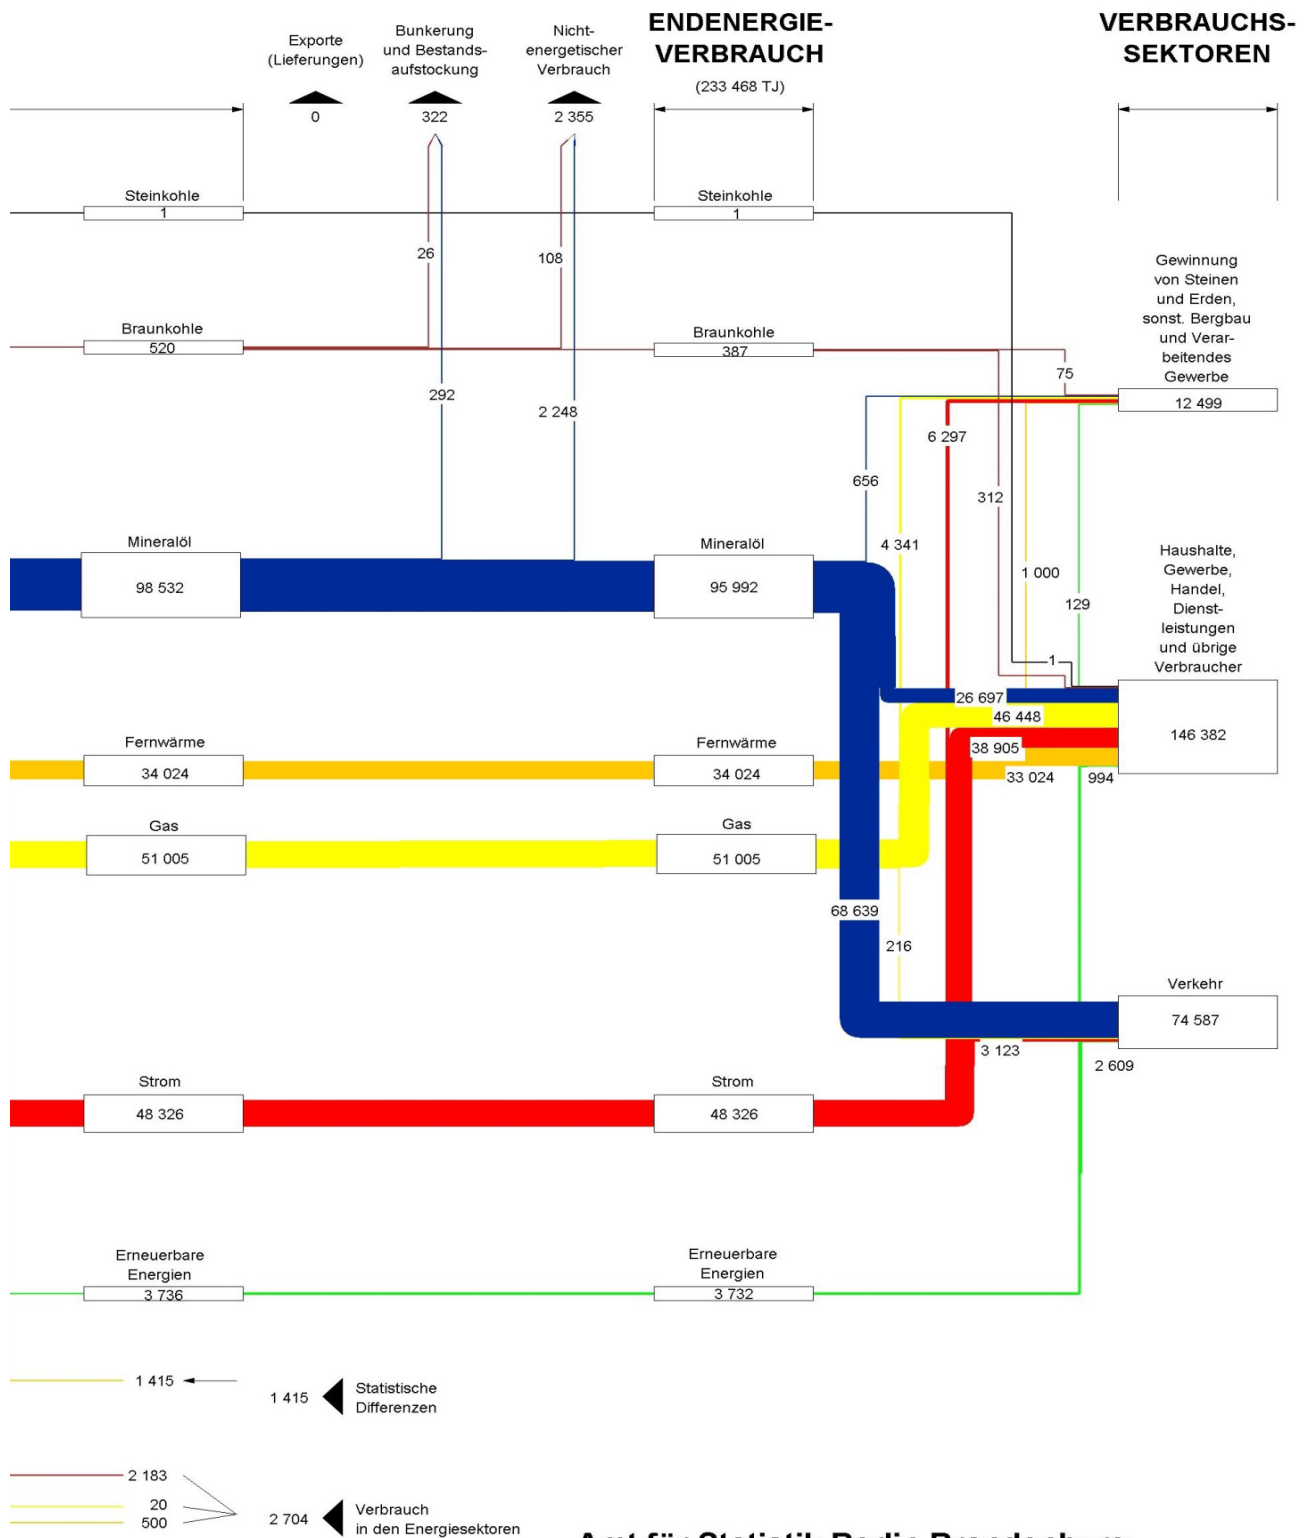 Exporte
(Lieferungen)
0
Bunkerung
und Bestands-
aufstockung
322
Nicht-
energetischer
Verbrauch
2 355
ENDENERGIE-
VERBRAUCH
(233 468 TJ)
VERBRAUCHS-
SEKTOREN
Steinkohle
1
Steinkohle
1
26
108
Braunkohle
520
Braunkohle
387
292
2 248
Gewinnung
von Steinen
und Erden,
sonst. Bergbau
und Verar-
beitendes
Gewerbe
12 499
75
6 297
656
312
4 341
1 000
129
Mineralöl
98 532
Mineralöl
95 992
Haushalte,
Gewerbe,
Handel,
Dienst-
leistungen
und übrige
Verbraucher
146 382
1
26 697
46 448
38 905
33 024
994
Fernwärme
34 024
Fernwärme
34 024
Gas
51 005
Gas
51 005
68 639
216
Verkehr
74 587
3 123
2 609
Strom
48 326
Strom
48 326
Erneuerbare
Energien
3 736
Erneuerbare
Energien
3 732
1 415
1 415
Statistische
Differenzen
2 183
20
500
2 704
Verbrauch
in den Energiesektoren
Amt für Statistik Berlin-Brandenburg